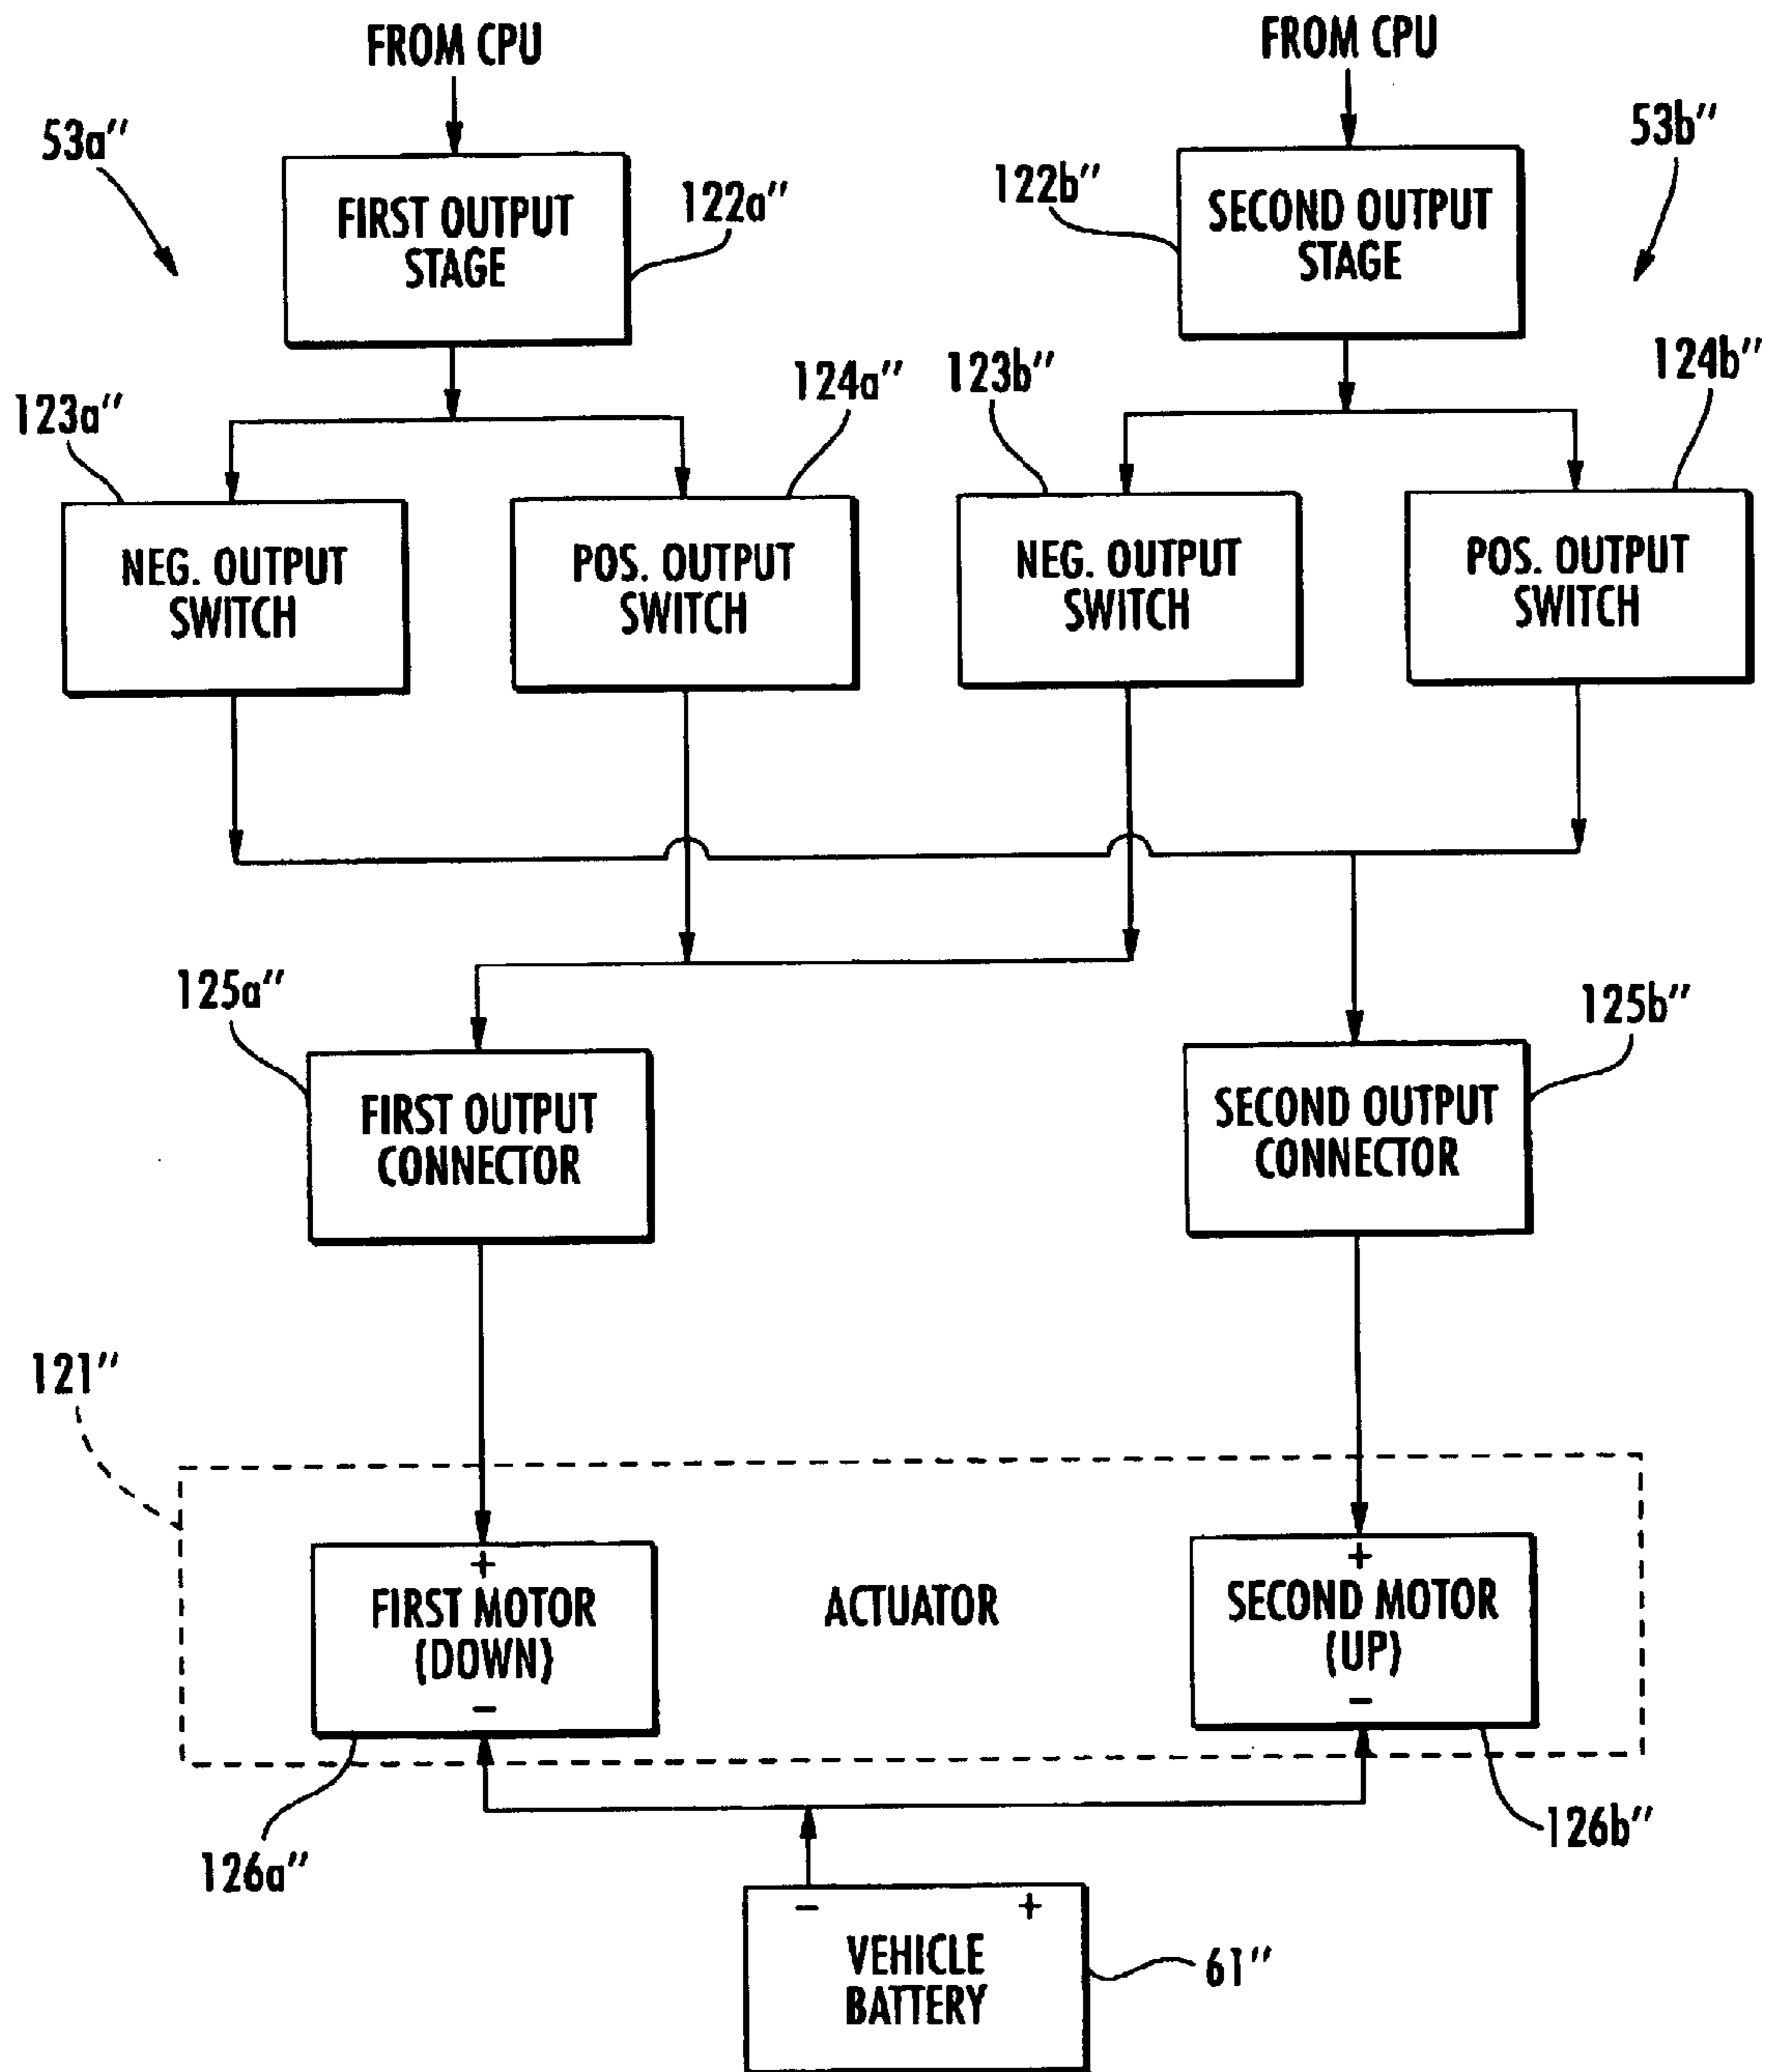 FROM CPU
FROM CPU
53a″
53b″
FIRST OUTPUT
STAGE
122a″
122b″
SECOND OUTPUT
STAGE
123a″
124a″
123b″
124b″
NEG. OUTPUT
SWITCH
POS. OUTPUT
SWITCH
NEG. OUTPUT
SWITCH
POS. OUTPUT
SWITCH
125a″
125b″
FIRST OUTPUT
CONNECTOR
SECOND OUTPUT
CONNECTOR
121″
+
FIRST MOTOR
(DOWN)
−
ACTUATOR
+
SECOND MOTOR
(UP)
−
126a″
126b″
− +
VEHICLE
BATTERY
61″